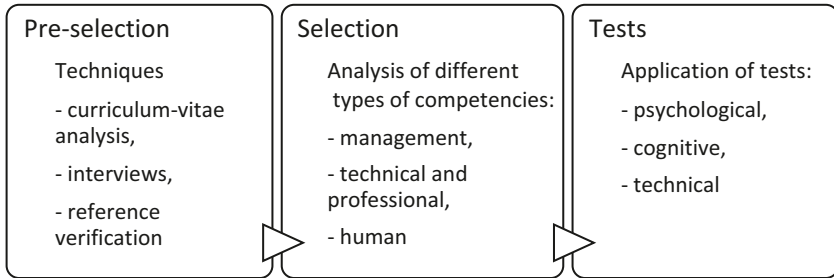 Pre-selection
Techniques
- curriculum-vitae
analysis,
- interviews,
- reference
verification
Selection
Analysis of different
types of competencies:
- management,
- technical and
professional,
- human
Tests
Application of tests:
- psychological,
- cognitive,
- technical